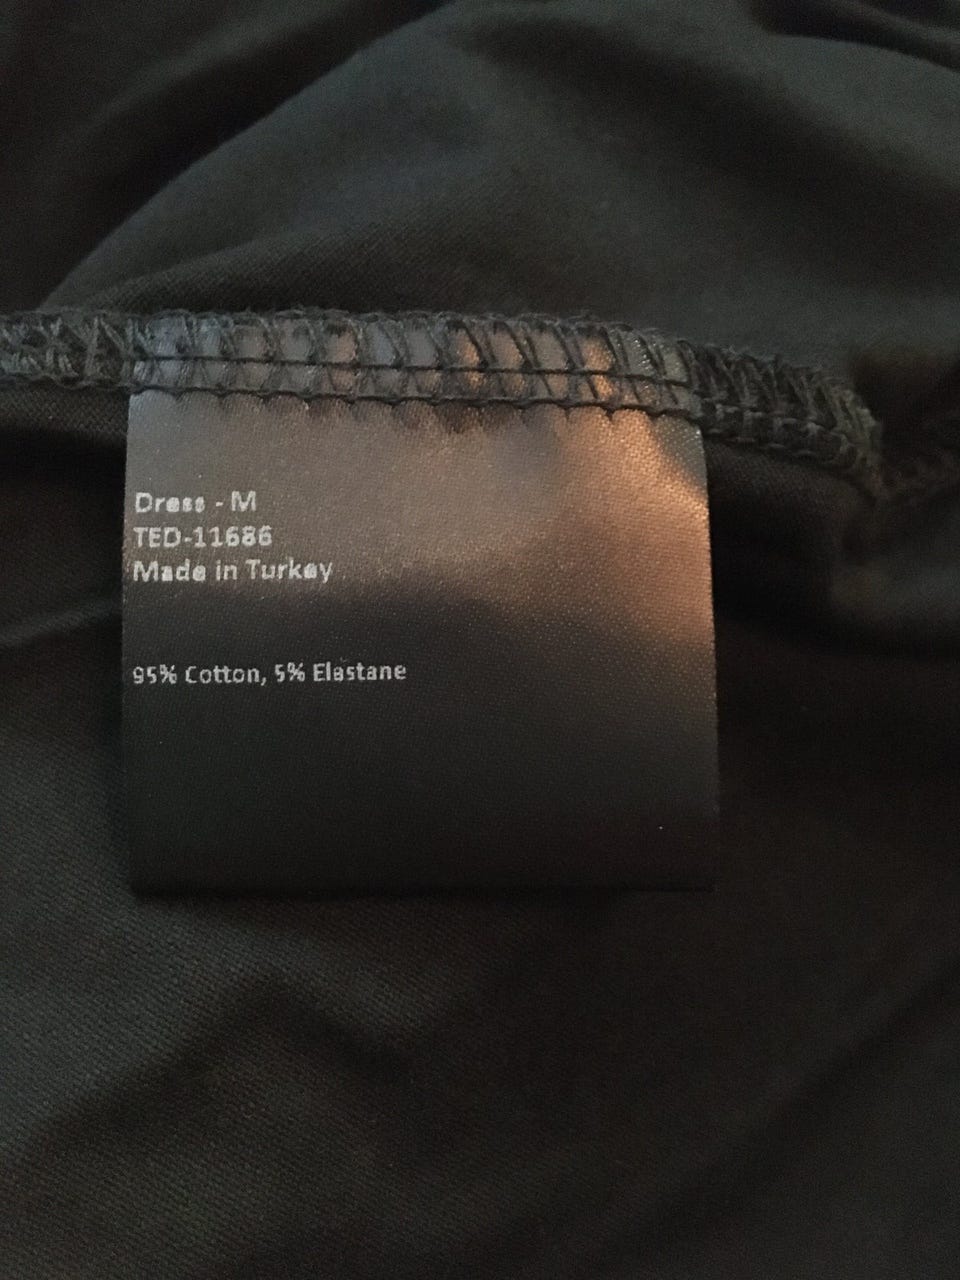 Dress - M
TED-11686
Made in Turkey
95% Cotton, 5% Elastane